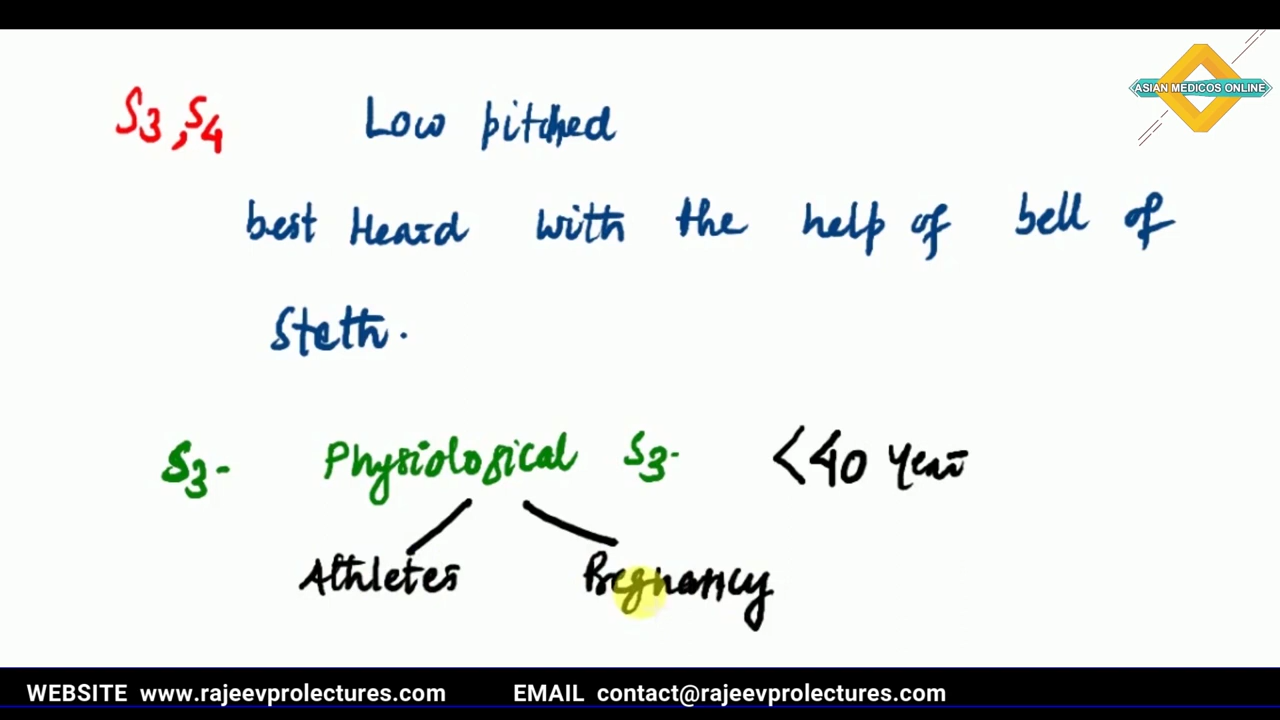 ASIAN MEDICOS ONLINE
S3, S4 Low pitched
best Heard with the help of bell of
Steth.
S3- Physiological S3- <40 Year
Athletes Pregnancy
WEBSITE www.rajeevprolectures.com EMAIL contact@rajeevprolectures.com